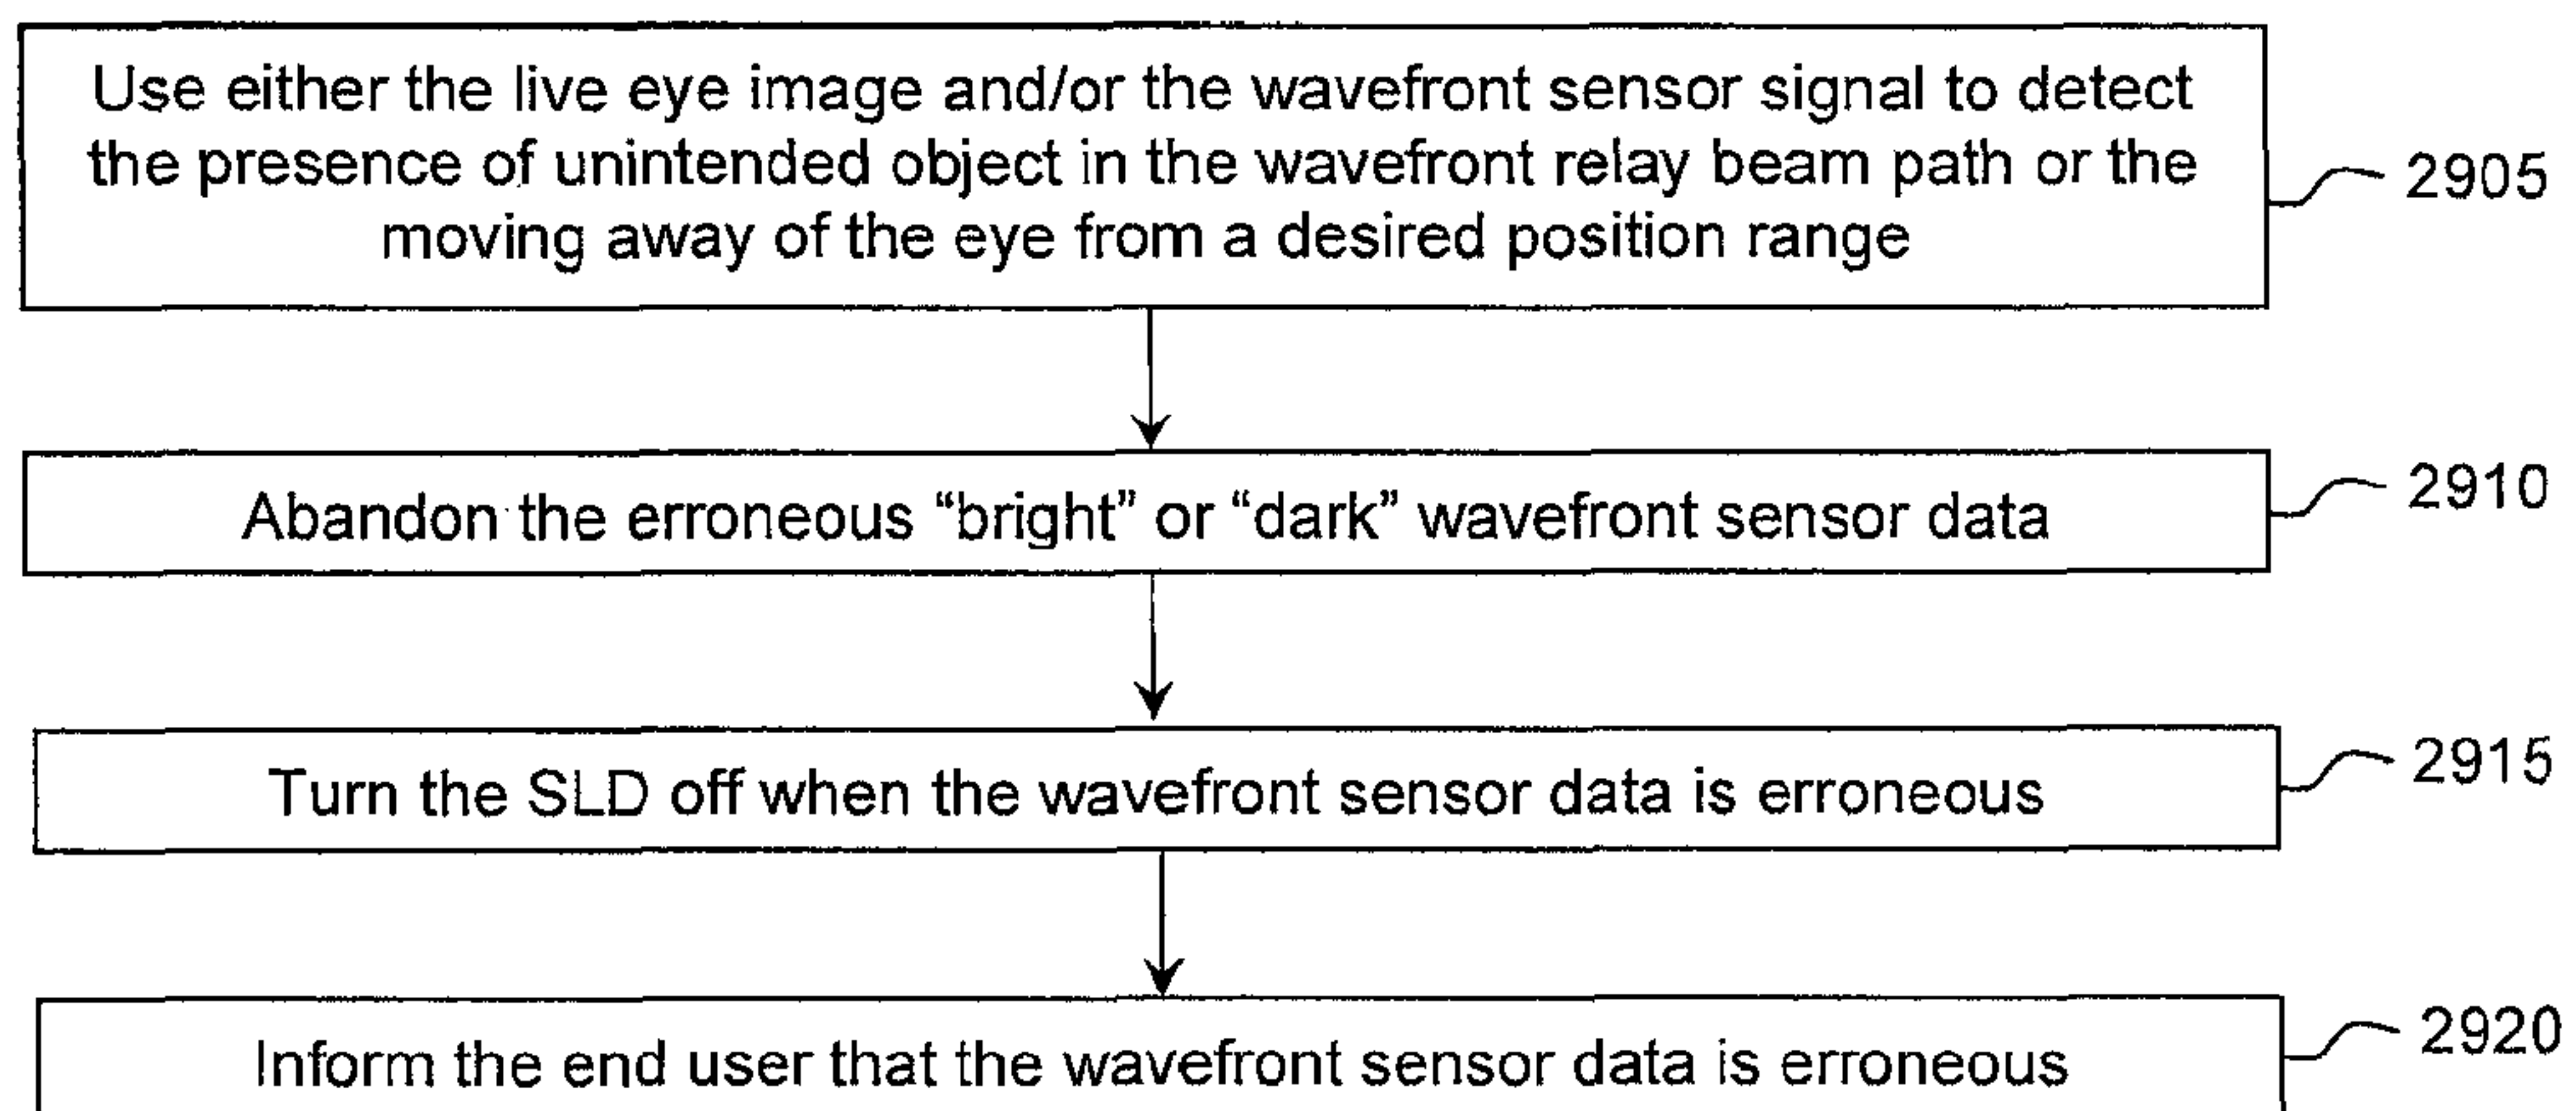 Use either the live eye image and/or the wavefront sensor signal to detect
the presence of unintended object in the wavefront relay beam path or the
moving away of the eye from a desired position range
2905
Abandon the erroneous “bright” or “dark” wavefront sensor data
2910
Turn the SLD off when the wavefront sensor data is erroneous
2915
Inform the end user that the wavefront sensor data is erroneous
2920